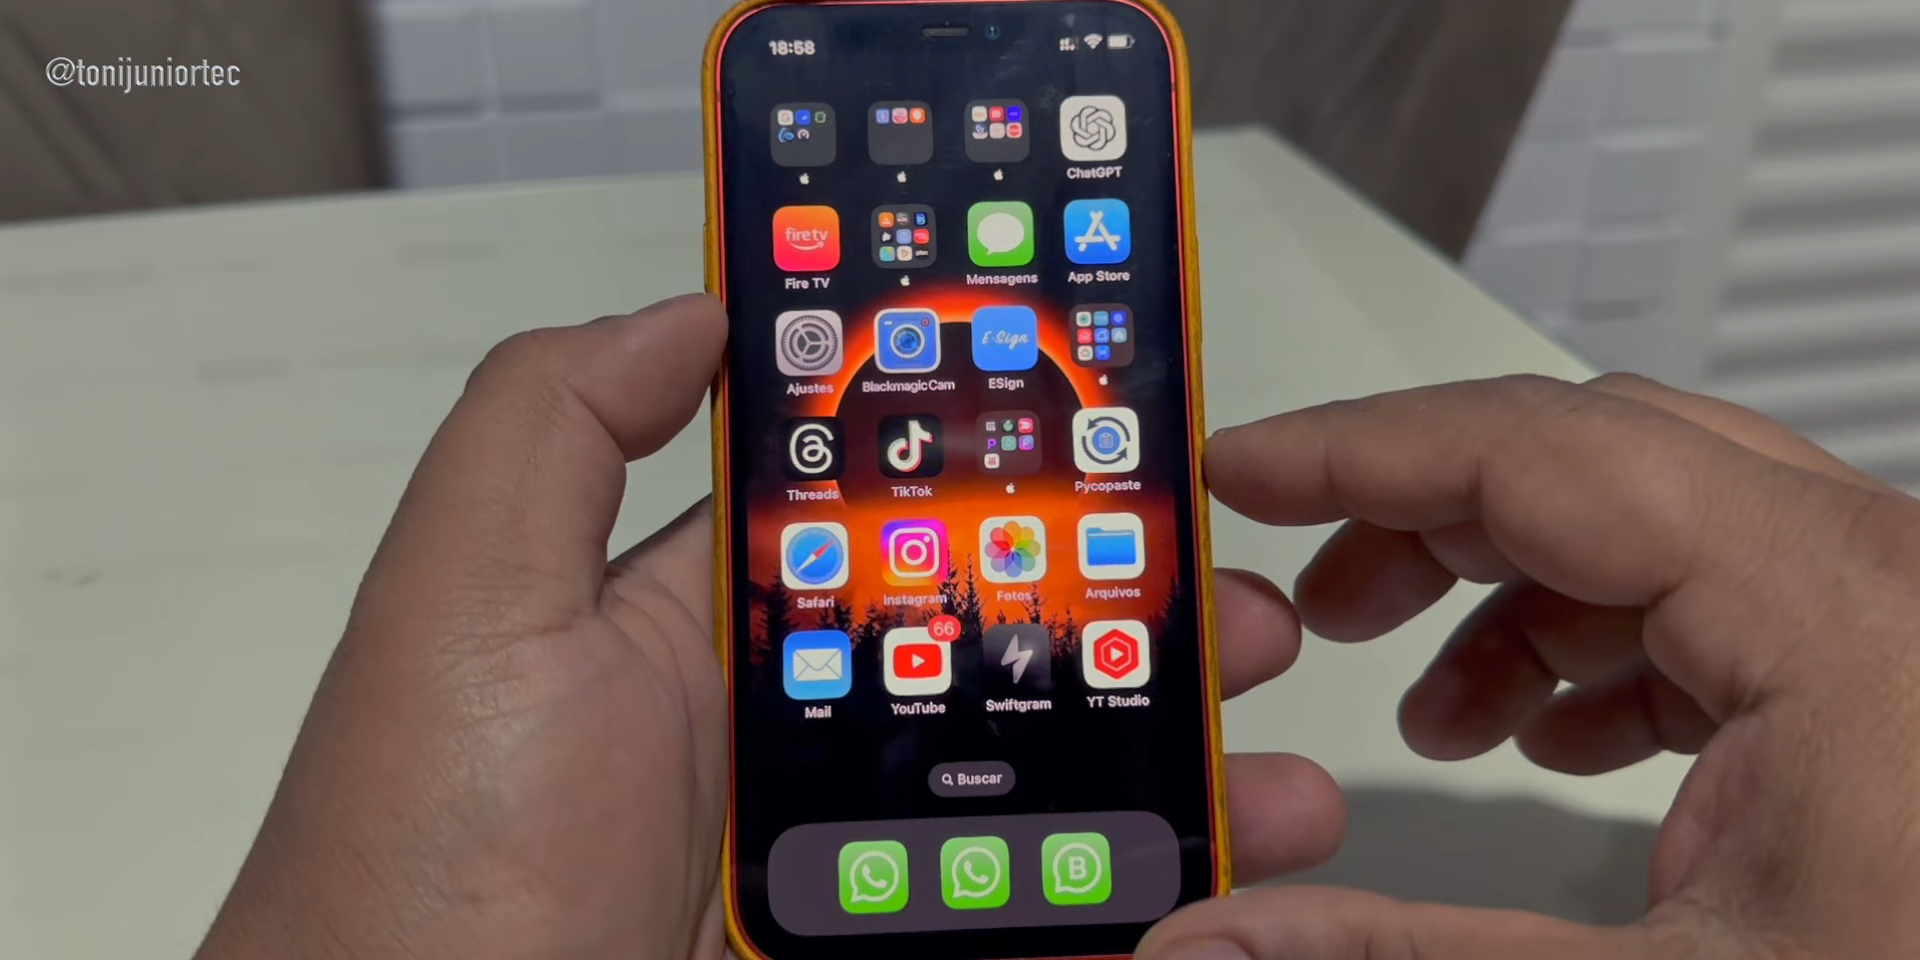 @tonijuniortec
18:58
ChatGPT
firetv
Fire TV
Mensagens
App Store
Ajustes
BlackmagicCam
E·Sign
ESign
Threads
TikTok
Pycopaste
Safari
Instagram
Fotos
Arquivos
66
Mail
YouTube
Swiftgram
YT Studio
Buscar
B